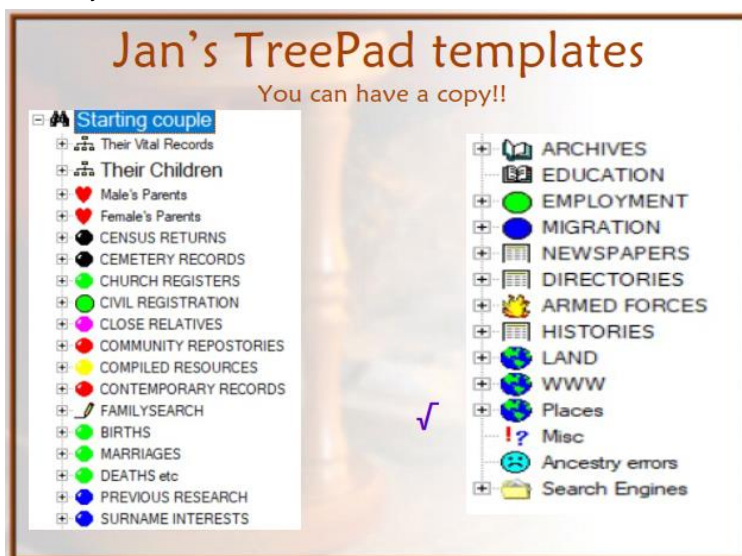 Jan's TreePad templates
You can have a copy!!
Starting couple
Their Vital Records
Their Children
Male's Parents
Female's Parents
CENSUS RETURNS
CEMETERY RECORDS
CHURCH REGISTERS
CIVIL REGISTRATION
CLOSE RELATIVES
COMMUNITY REPOSTORIES
COMPILED RESOURCES
CONTEMPORARY RECORDS
FAMILYSEARCH
BIRTHS
MARRIAGES
DEATHS etc
PREVIOUS RESEARCH
SURNAME INTERESTS
√
ARCHIVES
EDUCATION
EMPLOYMENT
MIGRATION
NEWSPAPERS
DIRECTORIES
ARMED FORCES
HISTORIES
LAND
WWW
Places
!? Misc
Ancestry errors
Search Engines